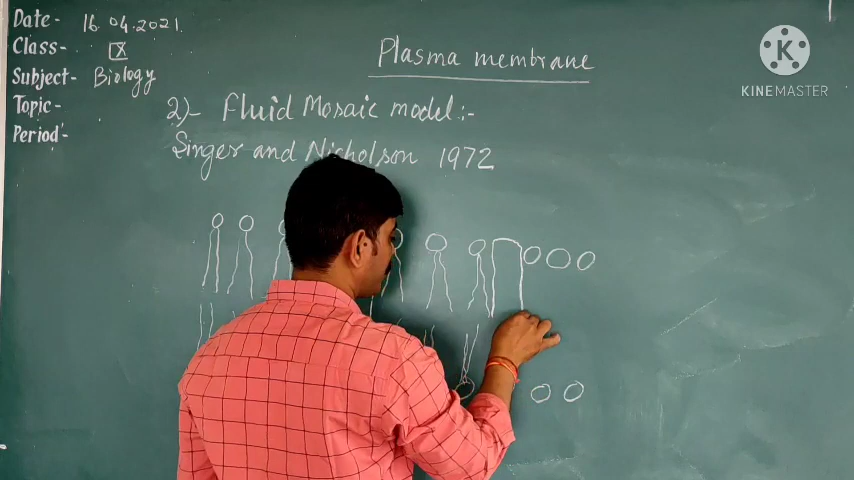 Date- 16.04.2021.
Class- X
Subject- Biology
Topic-
Period-
Plasma membrane
2)- Fluid Mosaic model:-
Singer and Nicholson 1972
K
KINEMASTER